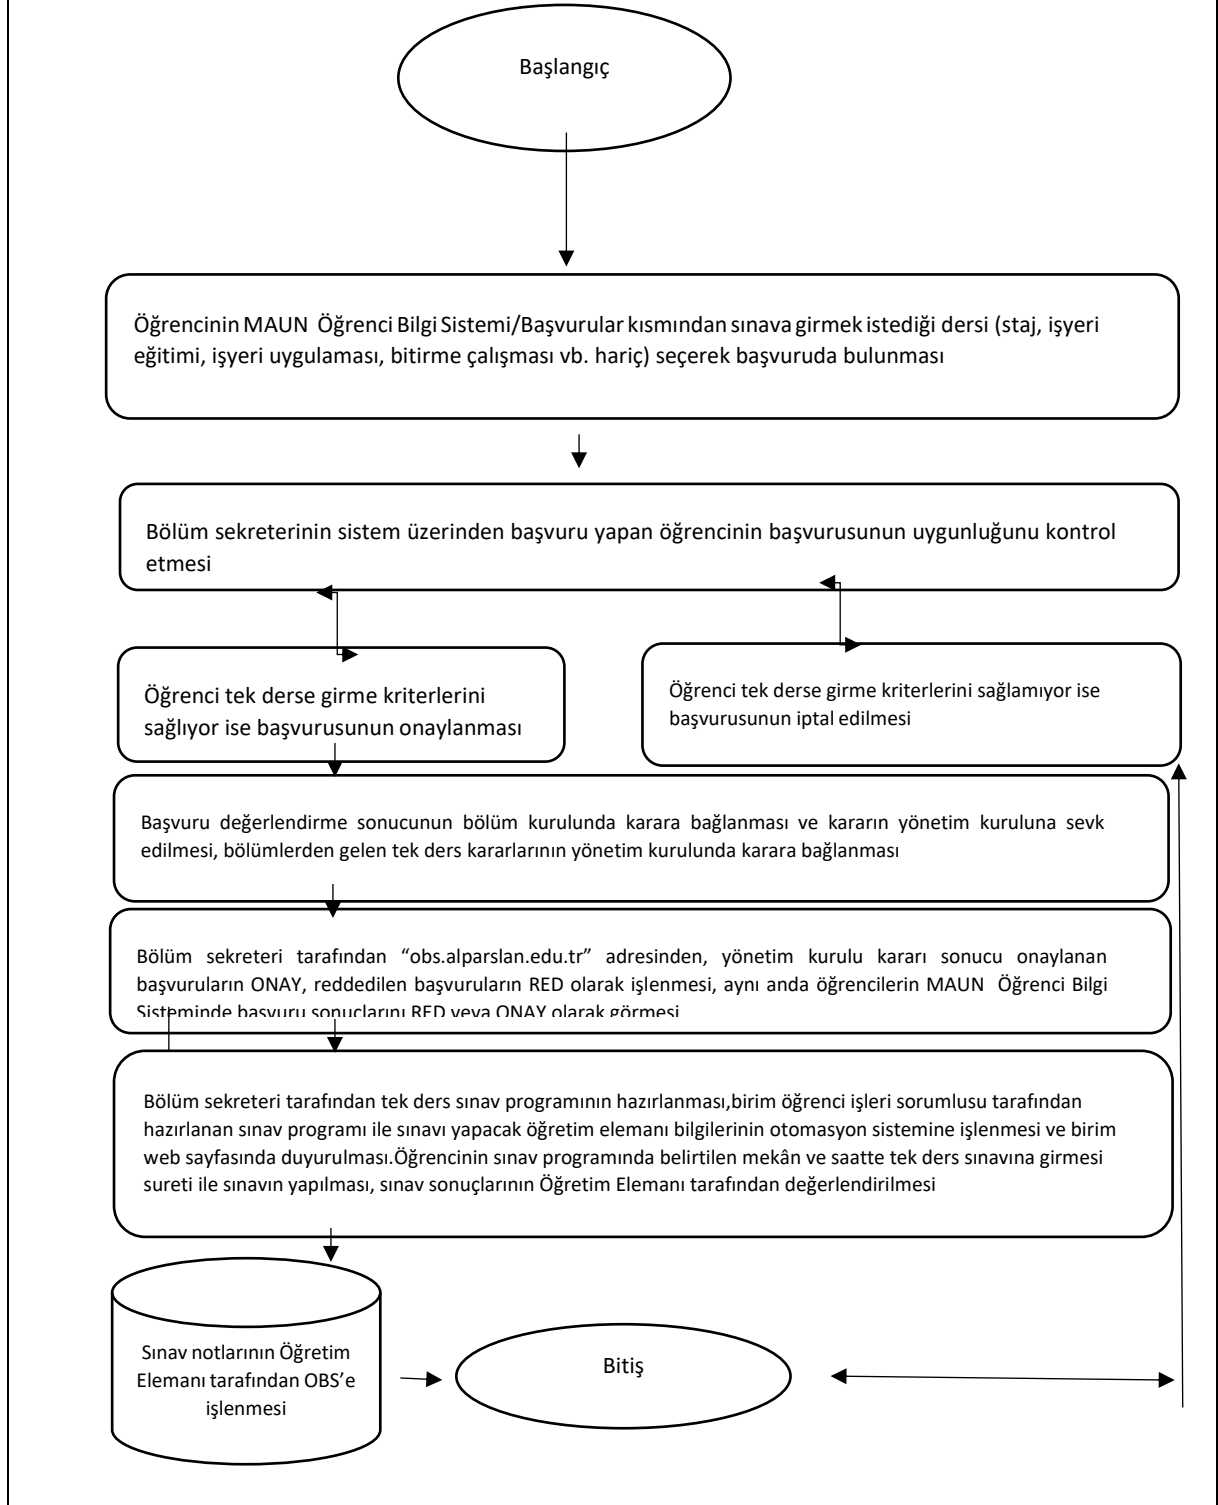 Başlangıç
Öğrencinin MAUN Öğrenci Bilgi Sistemi/Başvurular kısmından sınava girmek istediği dersi (staj, işyeri
eğitimi, işyeri uygulaması, bitirme çalışması vb. hariç) seçerek başvuruda bulunması
Bölüm sekreterinin sistem üzerinden başvuru yapan öğrencinin başvurusunun uygunluğunu kontrol
etmesi
Öğrenci tek derse girme kriterlerini
sağlıyor ise başvurusunun onaylanması
Öğrenci tek derse girme kriterlerini sağlamıyor ise
başvurusunun iptal edilmesi
Başvuru değerlendirme sonucunun bölüm kurulunda karara bağlanması ve kararın yönetim kuruluna sevk
edilmesi, bölümlerden gelen tek ders kararlarının yönetim kurulunda karara bağlanması
Bölüm sekreteri tarafından “obs.alparslan.edu.tr” adresinden, yönetim kurulu kararı sonucu onaylanan
başvuruların ONAY, reddedilen başvuruların RED olarak işlenmesi, aynı anda öğrencilerin MAUN Öğrenci Bilgi
Sisteminde başvuru sonuçlarını RED veya ONAY olarak görmesi
Bölüm sekreteri tarafından tek ders sınav programının hazırlanması,birim öğrenci işleri sorumlusu tarafından
hazırlanan sınav programı ile sınavı yapacak öğretim elemanı bilgilerinin otomasyon sistemine işlenmesi ve birim
web sayfasında duyurulması.Öğrencinin sınav programında belirtilen mekân ve saatte tek ders sınavına girmesi
sureti ile sınavın yapılması, sınav sonuçlarının Öğretim Elemanı tarafından değerlendirilmesi
Sınav notlarının Öğretim
Elemanı tarafından OBS’e
işlenmesi
Bitiş